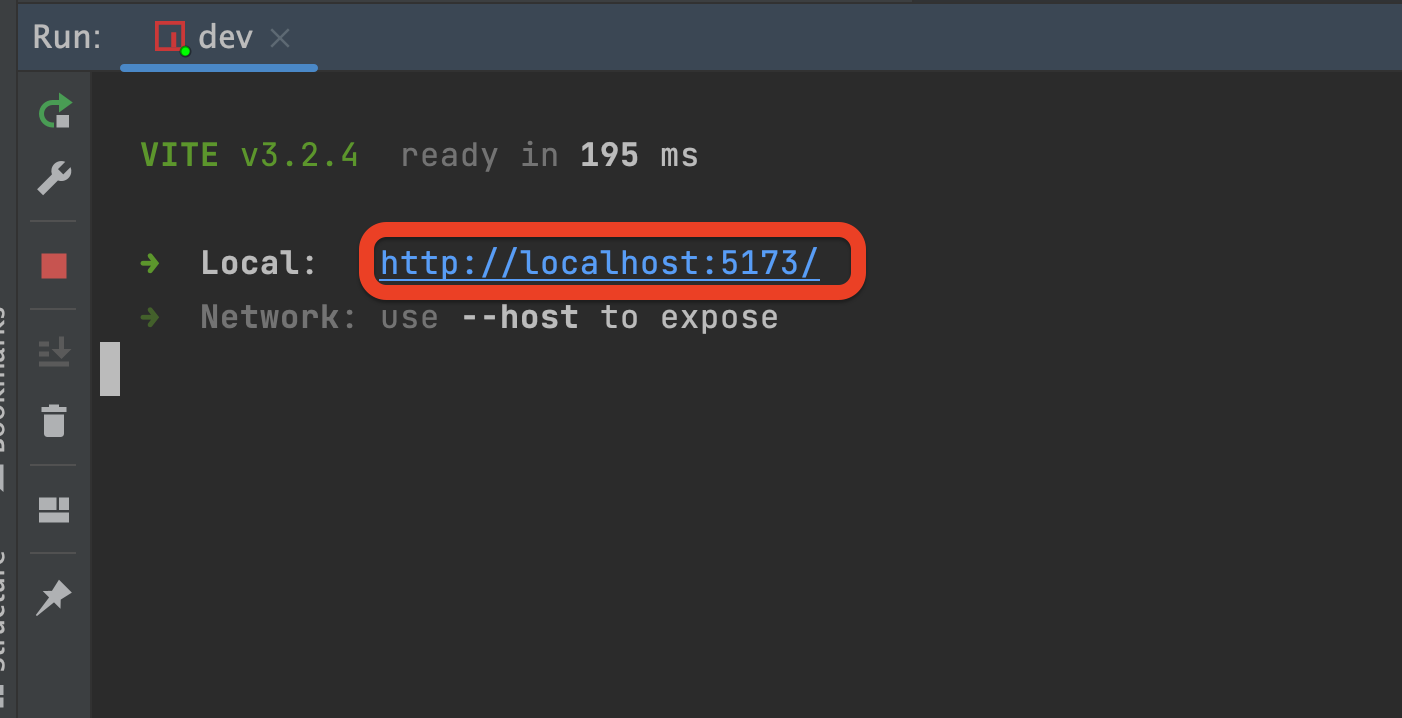 Run: dev
VITE v3.2.4 ready in 195 ms
➜ Local: http://localhost:5173/
➜ Network: use --host to expose
Bookmarks
Structure